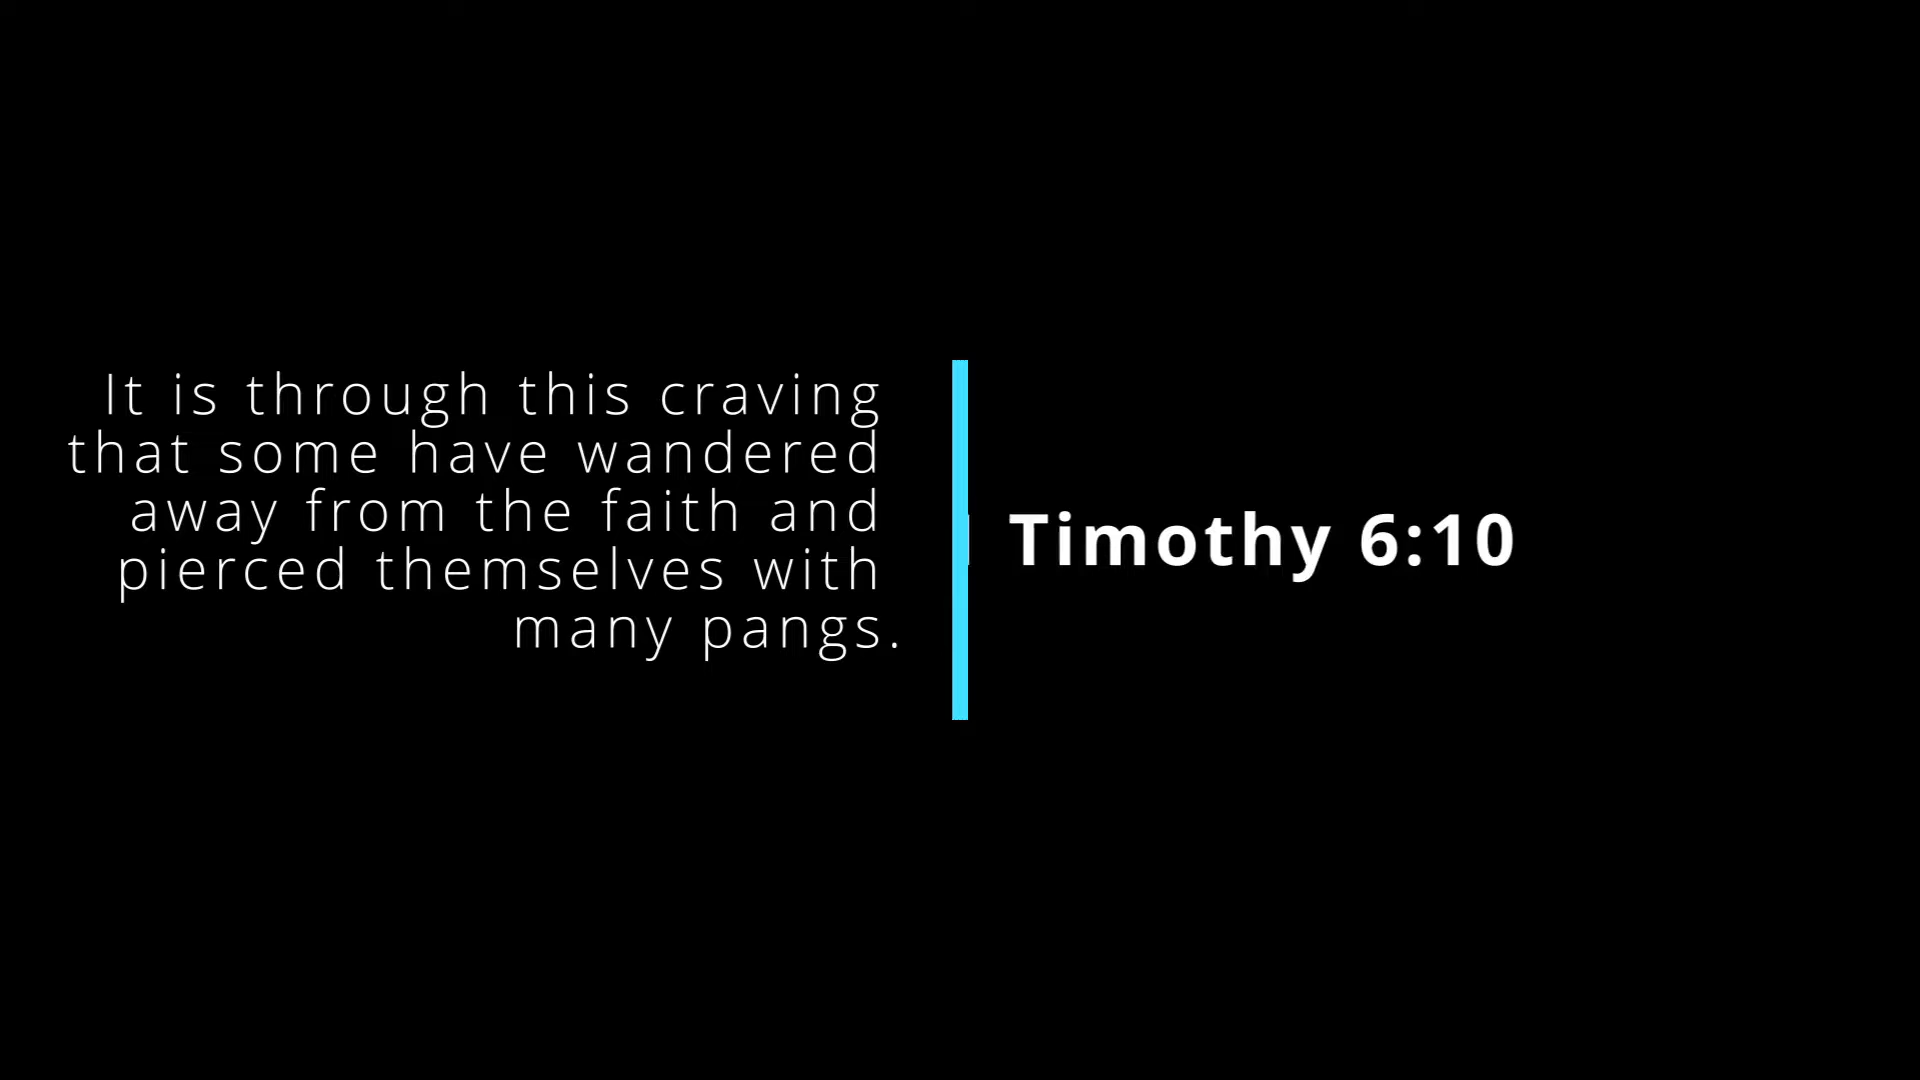 It is through this craving
that some have wandered
away from the faith and
pierced themselves with
many pangs.
Timothy 6:10